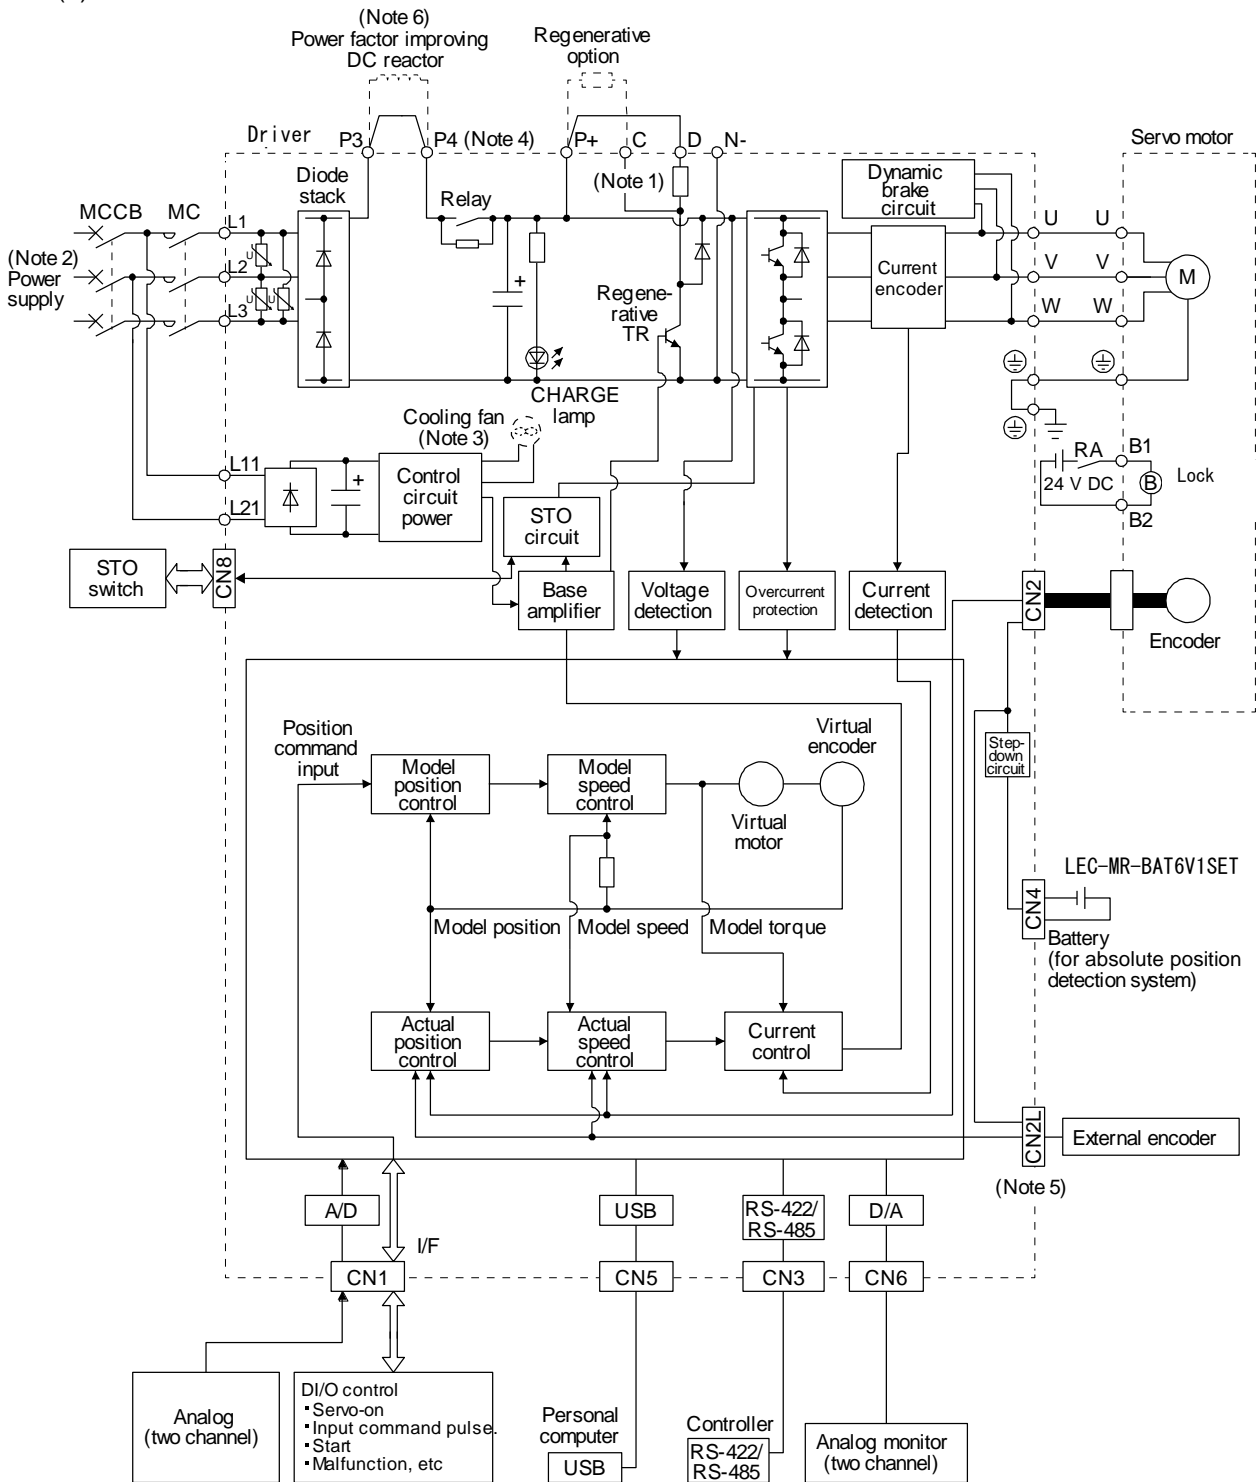 (Note 6)
Power factor improving
DC reactor
Regenerative
option
Driver
P3
P4 (Note 4)
P+
C
D
N-
Servo motor
Diode
stack
(Note 1)
Dynamic
brake
circuit
MCCB
MC
Relay
L1
U
U
(Note 2)
Power
supply
U
L2
+
Current
encoder
V
V
M
U
U
L3
Regene-
rative
TR
W
W
CHARGE
lamp
Cooling fan
(Note 3)
L11
+
Control
circuit
power
RA
B1
24 V DC
B
Lock
L21
STO
circuit
B2
STO
switch
CN8
Base
amplifier
Voltage
detection
Overcurrent
protection
Current
detection
CN2
Encoder
Position
command
input
Virtual
encoder
Step-
down
circuit
Model
position
control
Model
speed
control
Virtual
motor
LEC-MR-BAT6V1SET
CN4
Model position
Model speed
Model torque
Battery
(for absolute position
detection system)
Actual
position
control
Actual
speed
control
Current
control
CN2L
External encoder
(Note 5)
A/D
USB
RS-422/
RS-485
D/A
I/F
CN1
CN5
CN3
CN6
Analog
(two channel)
DI/O control
・Servo-on
・Input command pulse.
・Start
・Malfunction, etc
Personal
computer
USB
Controller
RS-422/
RS-485
Analog monitor
(two channel)